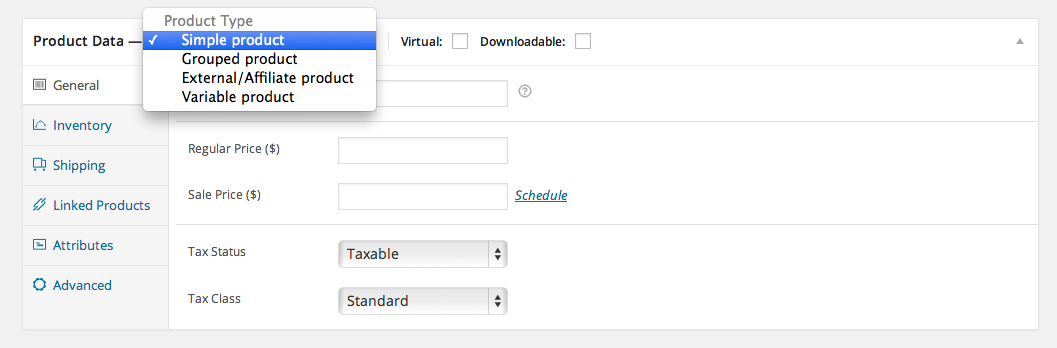 Product Type
Product Data — ✓ Simple product Virtual: Downloadable:
Grouped product
External/Affiliate product
Variable product
General
Inventory
Shipping
Linked Products
Attributes
Advanced
Regular Price ($)
Sale Price ($) Schedule
Tax Status Taxable
Tax Class Standard